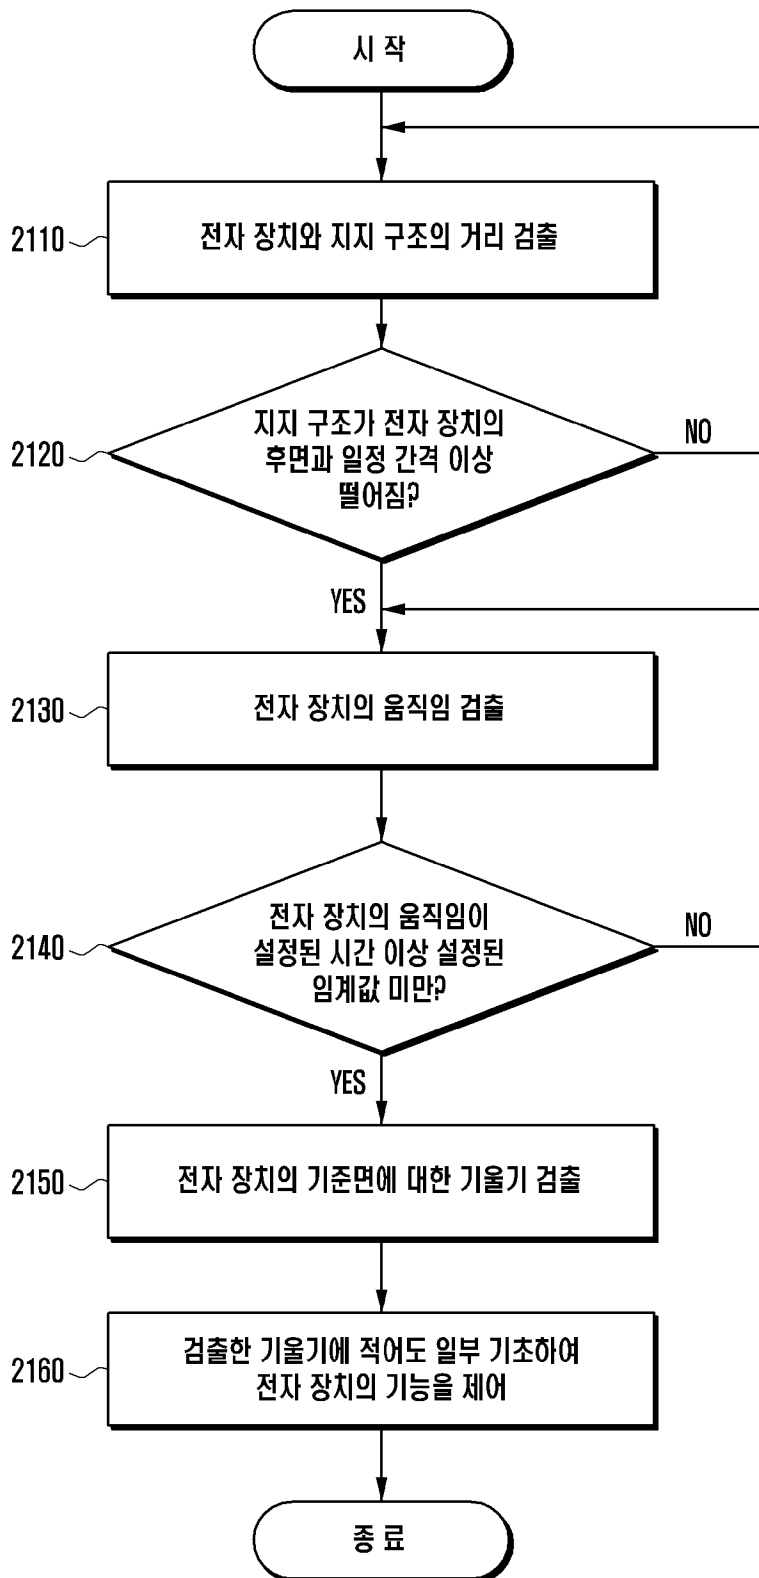 시 작
2110
전자 장치와 지지 구조의 거리 검출
2120
지지 구조가 전자 장치의
후면과 일정 간격 이상
떨어짐?
NO
YES
2130
전자 장치의 움직임 검출
2140
전자 장치의 움직임이
설정된 시간 이상 설정된
임계값 미만?
NO
YES
2150
전자 장치의 기준면에 대한 기울기 검출
2160
검출한 기울기에 적어도 일부 기초하여
전자 장치의 기능을 제어
종 료